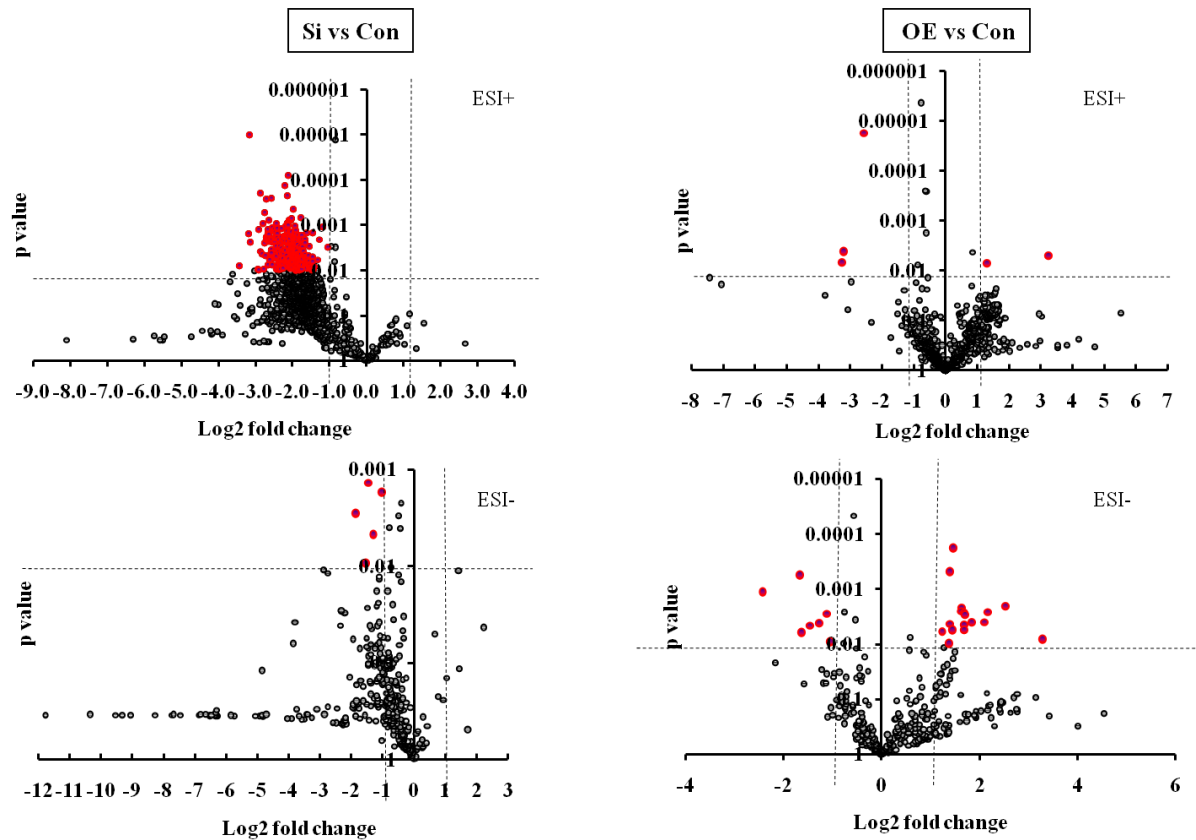 Si vs Con
OE vs Con
0.000001
0.00001
0.0001
0.001
0.01
1
ESI+
p value
-9.0 -8.0 -7.0 -6.0 -5.0 -4.0 -3.0 -2.0 -1.0 0.0 1.0 2.0 3.0 4.0
Log2 fold change
0.000001
0.00001
0.0001
0.001
0.01
1
ESI+
p value
-8 -7 -6 -5 -4 -3 -2 -1 0 1 2 3 4 5 6 7
Log2 fold change
0.001
0.01
1
ESI-
p value
-12 -11 -10 -9 -8 -7 -6 -5 -4 -3 -2 -1 0 1 2 3
Log2 fold change
0.00001
0.0001
0.001
0.01
1
ESI-
p value
-4 -2 0 2 4 6
Log2 fold change